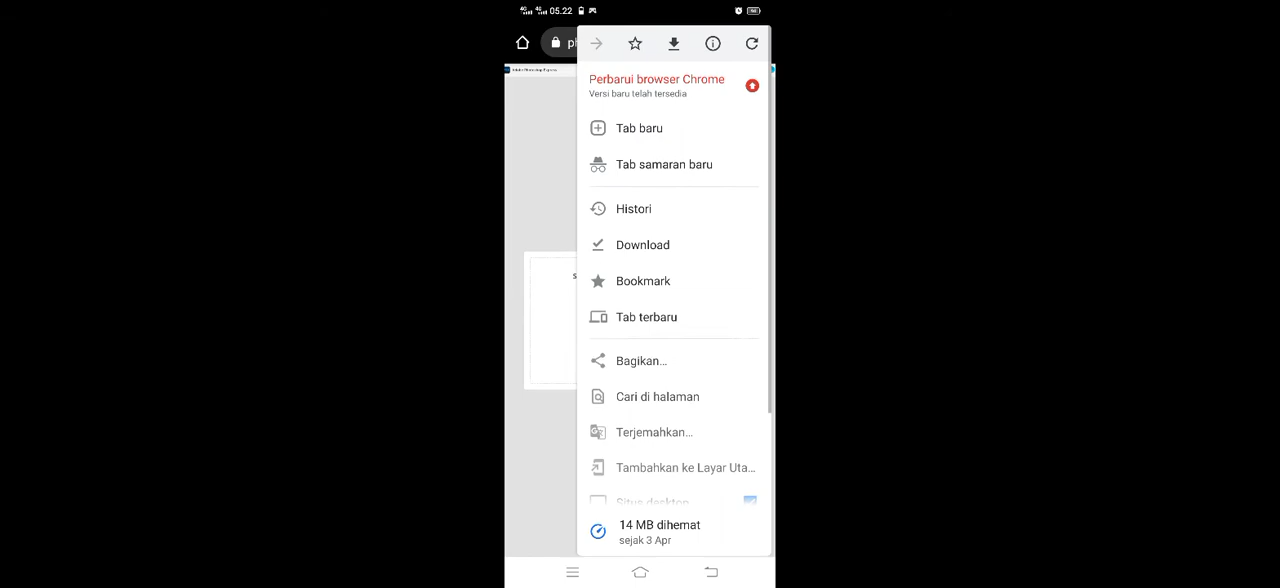 05.22
Perbarui browser Chrome
Versi baru telah tersedia
Tab baru
Tab samaran baru
Histori
Download
Bookmark
Tab terbaru
Bagikan...
Cari di halaman
Terjemahkan...
Tambahkan ke Layar Uta...
Situs desktop
14 MB dihemat
sejak 3 Apr